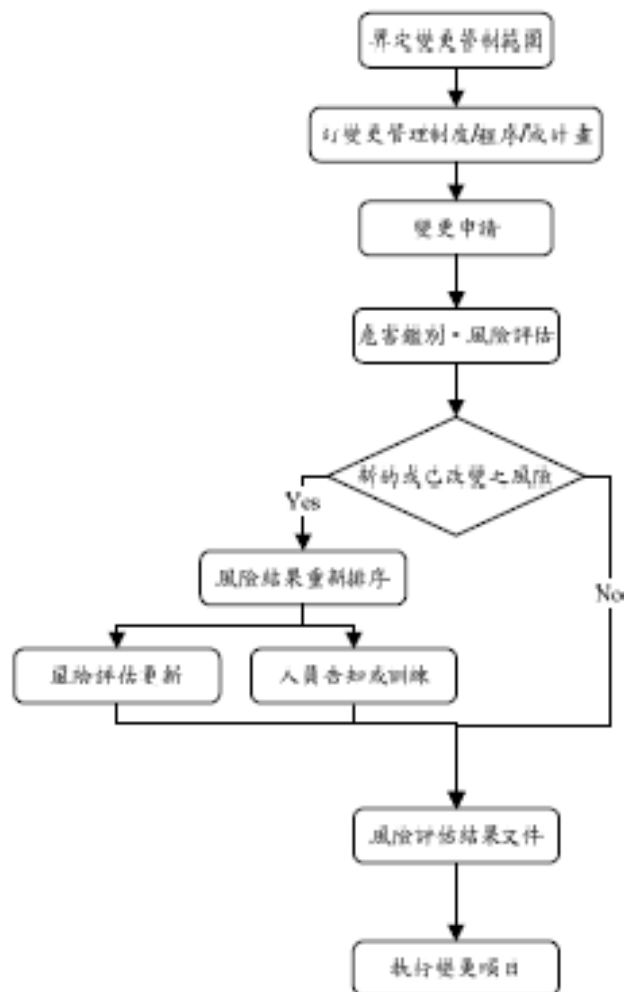 界定變更管制範圍
訂變更管理制度/程序/或計畫
變更申請
危害鑑別・風險評估
新的或已改變之風險
Yes
No
風險結果重新排序
風險評估更新
人員告知或訓練
風險評估結果文件
執行變更項目